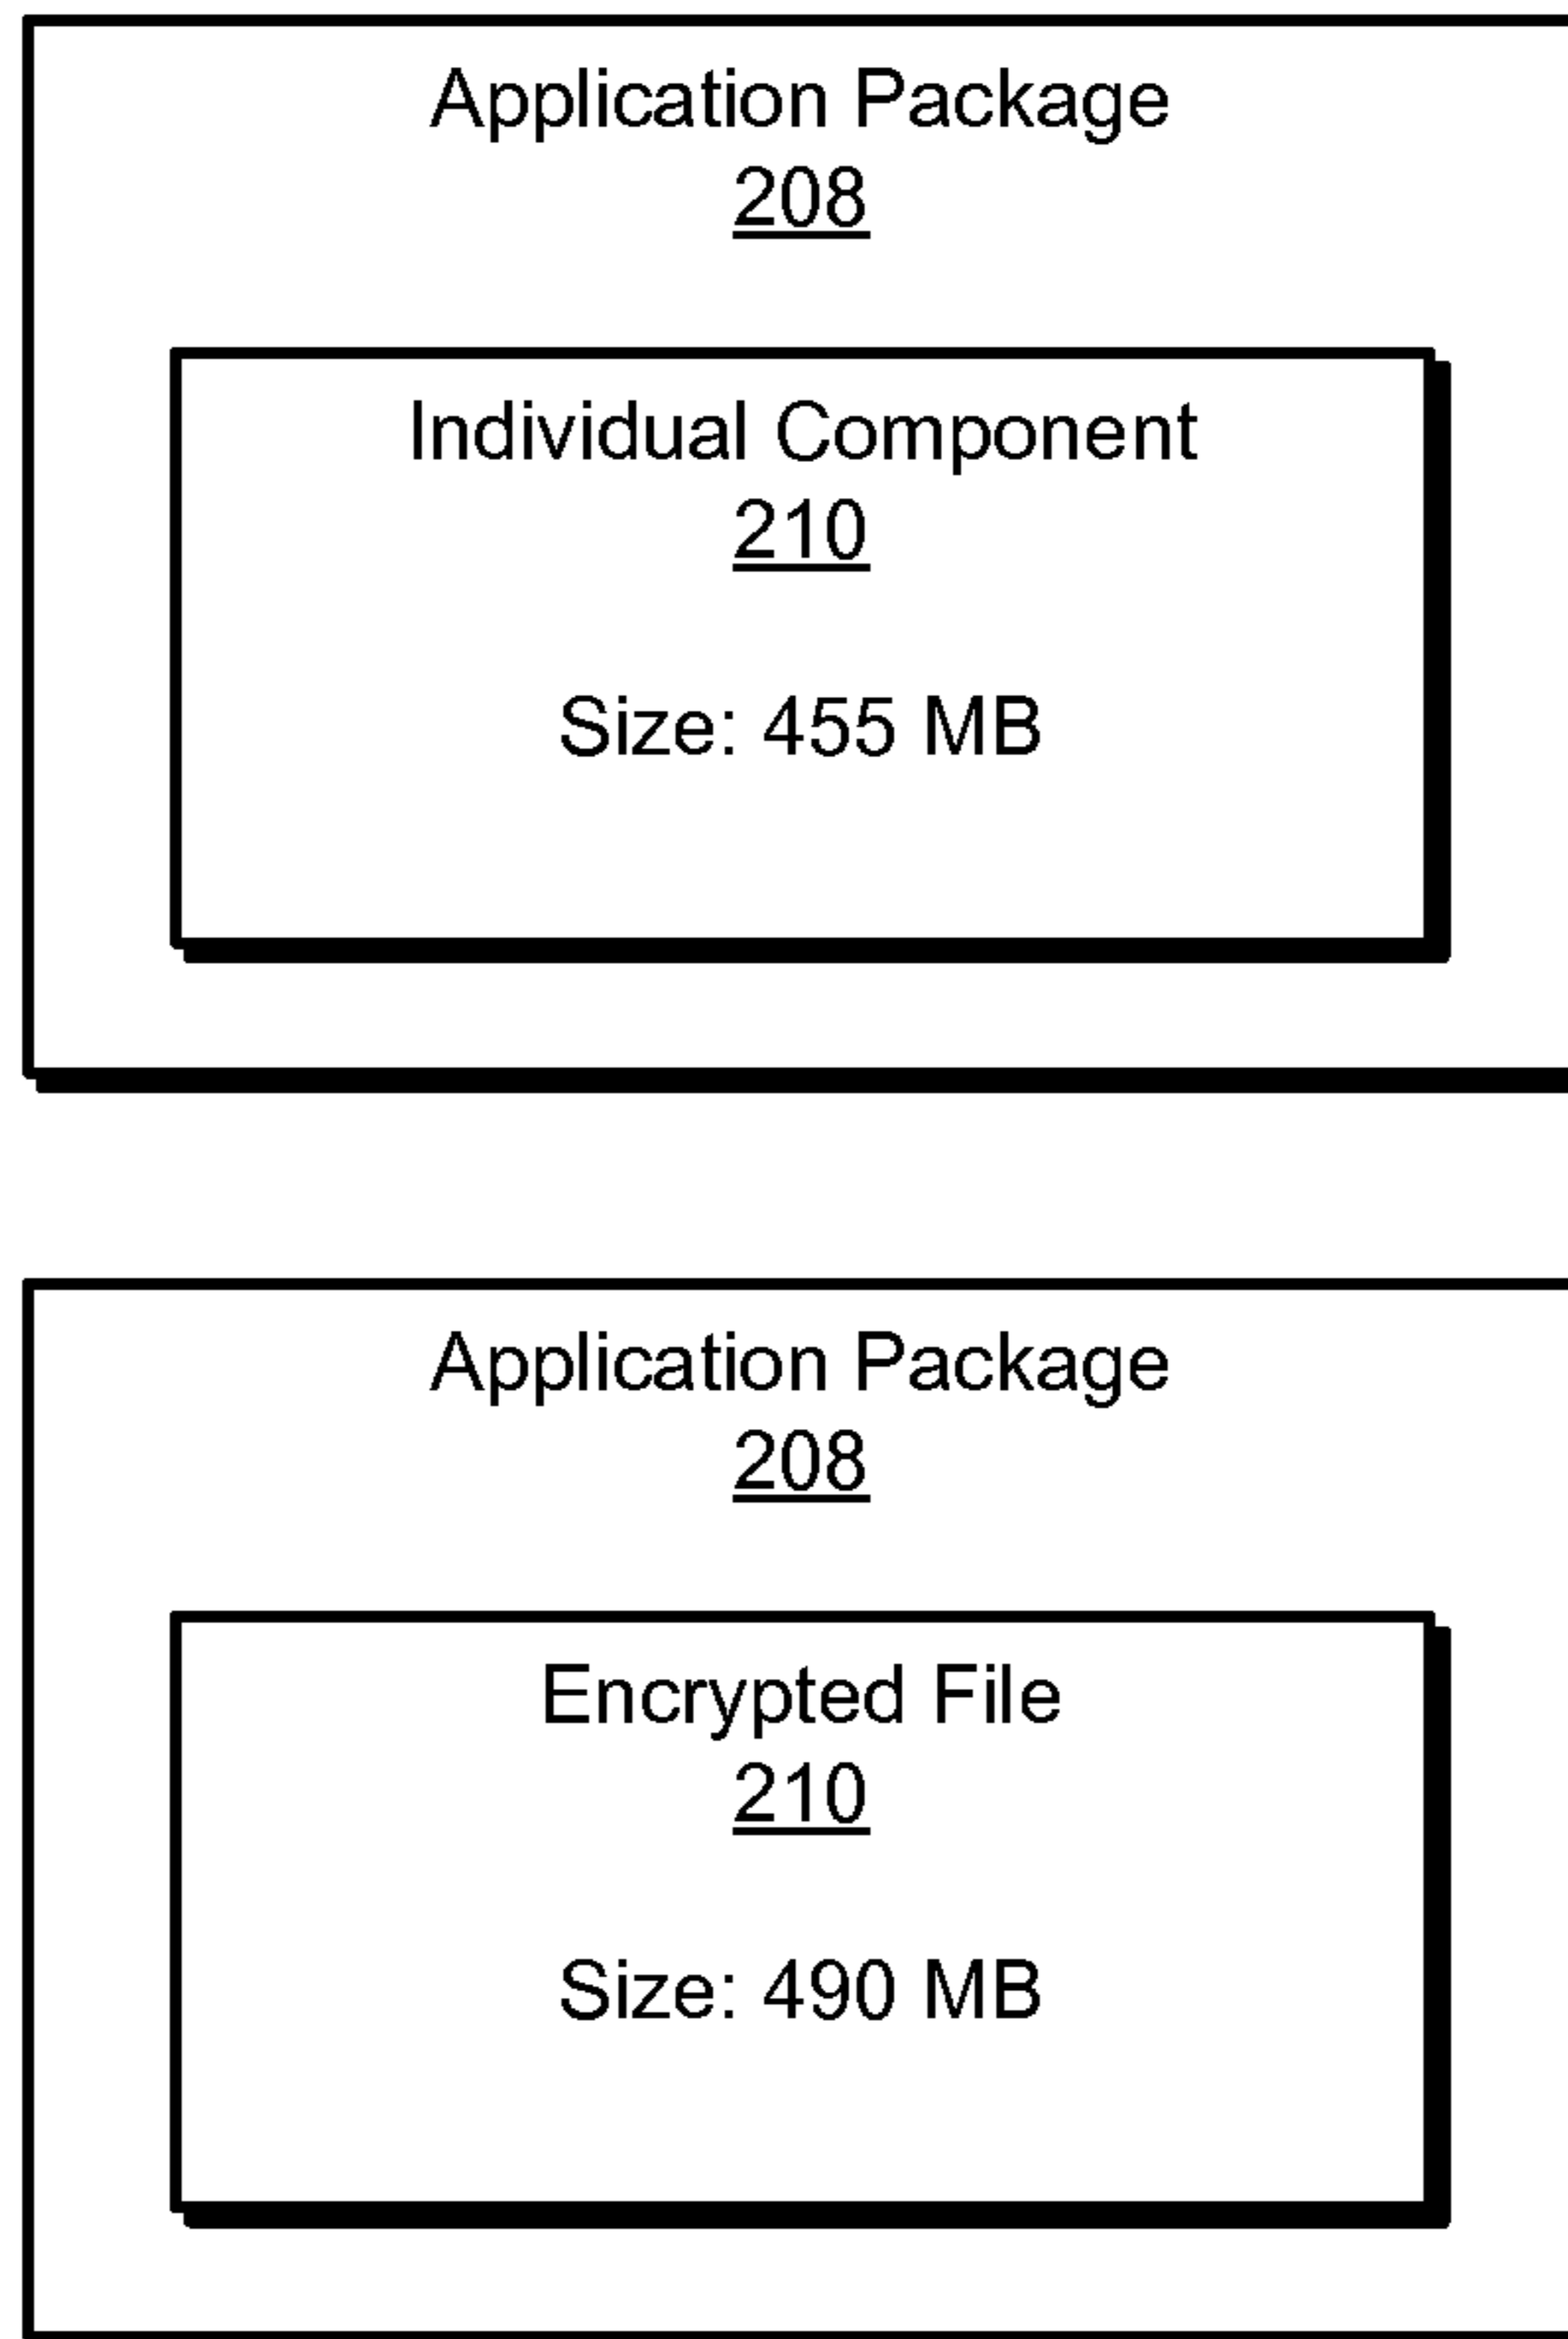 Application Package
208
Individual Component
210
Size: 455 MB
Application Package
208
Encrypted File
210
Size: 490 MB